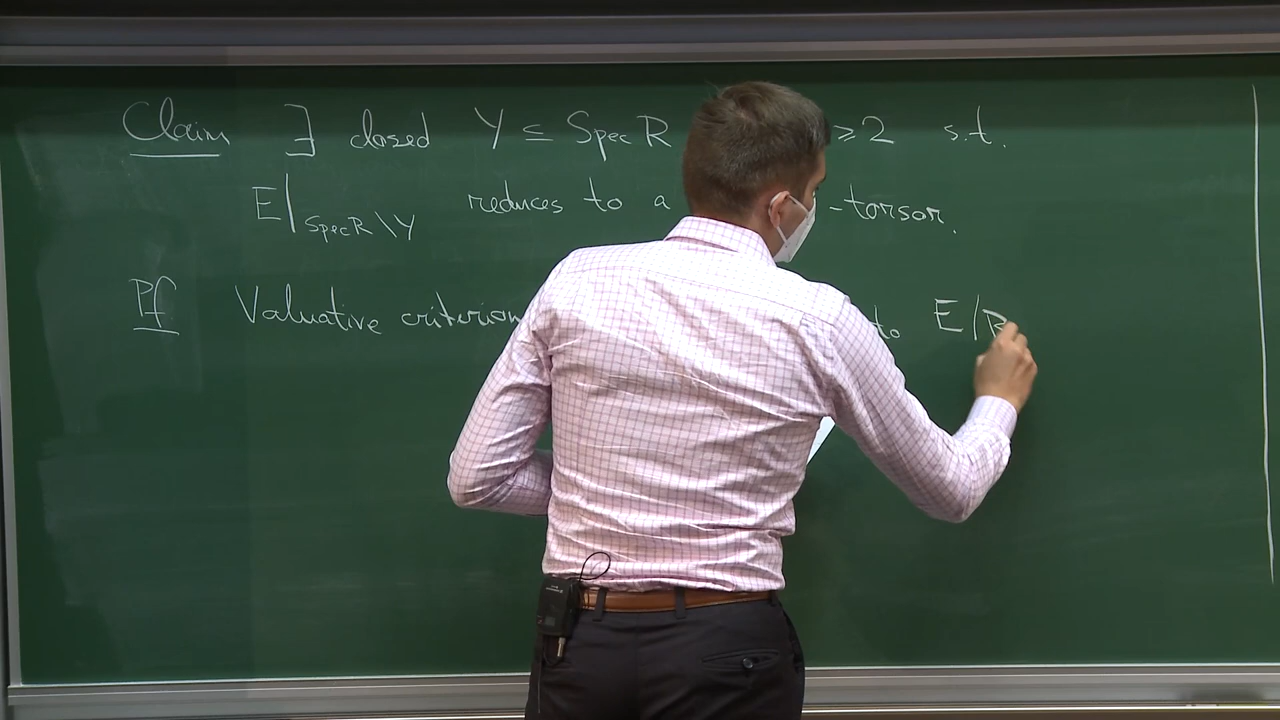 Claim ∃ closed Y ⊆ Spec R ≥2 s.t.
E|_{Spec R \ Y} reduces to a -torsor.
Pf Valuative criterion to E/